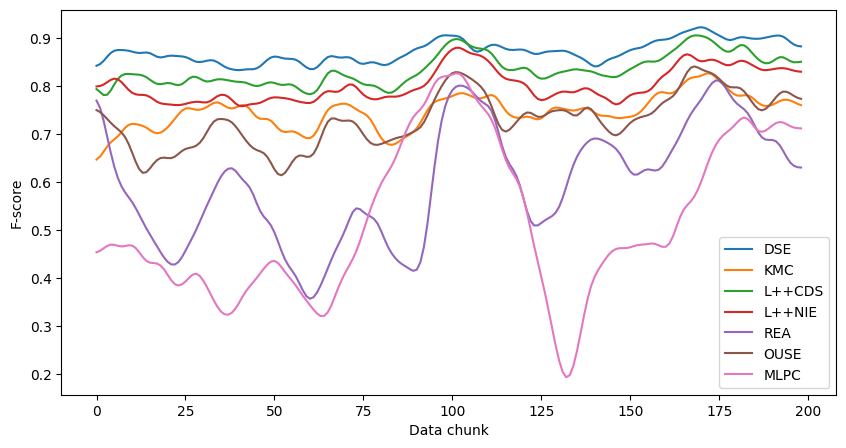 0.9
0.8
0.7
0.6
0.5
0.4
0.3
0.2
F-score
0 25 50 75 100 125 150 175 200
Data chunk
DSE
KMC
L++CDS
L++NIE
REA
OUSE
MLPC